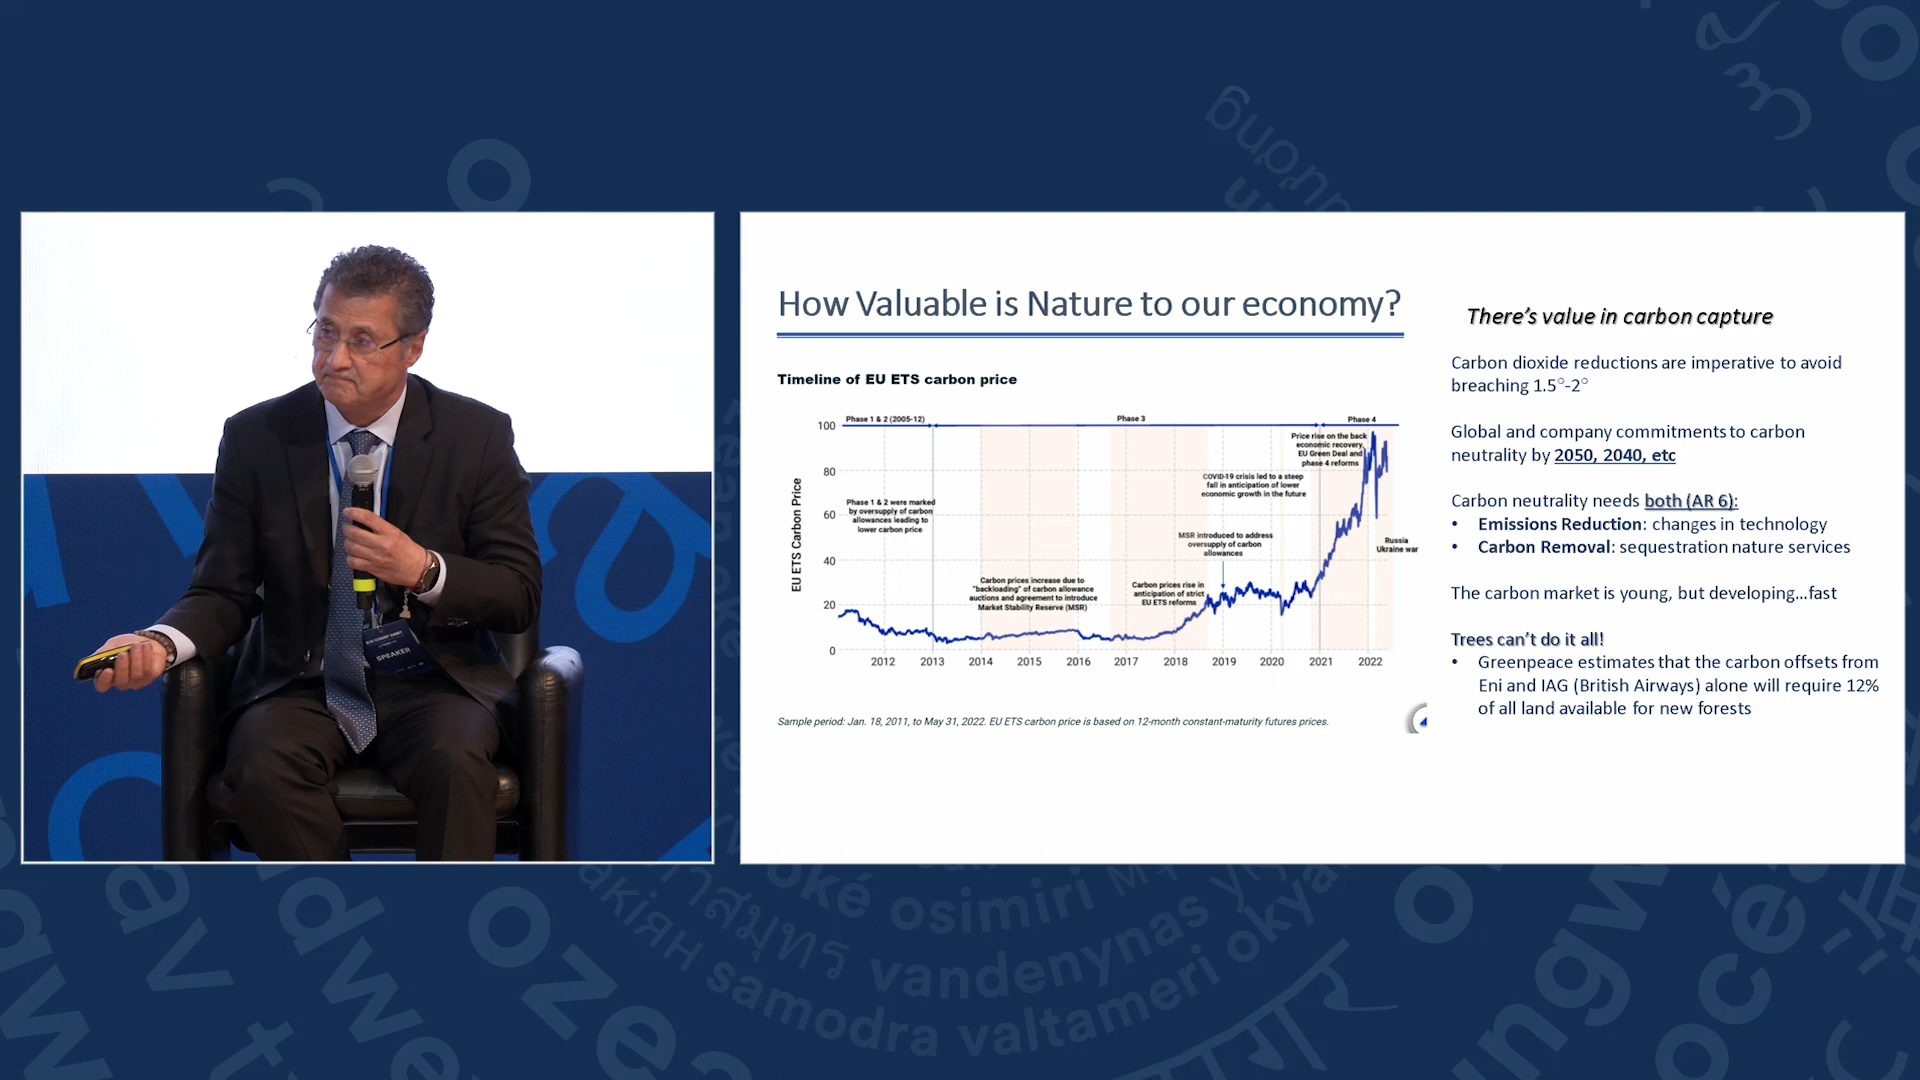 How Valuable is Nature to our economy?
Timeline of EU ETS carbon price
Phase 1 & 2 (2005-12)
Phase 3
Phase 4
EU ETS Carbon Price
100
80
60
40
20
0
2012 2013 2014 2015 2016 2017 2018 2019 2020 2021 2022
Phase 1 & 2 were marked
by oversupply of carbon
allowances leading to
lower carbon price
Carbon prices increase due to
"backloading" of carbon allowance
auctions and agreement to introduce
Market Stability Reserve (MSR)
Carbon prices rise in
anticipation of strict
EU ETS reforms
MSR introduced to address
oversupply of carbon
allowances
COVID-19 crisis led to a steep
fall in anticipation of lower
economic growth in the future
Price rise on the back
economic recovery,
EU Green Deal and
phase 4 reforms
Russia
Ukraine war
Sample period: Jan. 18, 2011, to May 31, 2022. EU ETS carbon price is based on 12-month constant-maturity futures prices.
There's value in carbon capture
Carbon dioxide reductions are imperative to avoid
breaching 1.5°-2°
Global and company commitments to carbon
neutrality by 2050, 2040, etc
Carbon neutrality needs both (AR 6):
• Emissions Reduction: changes in technology
• Carbon Removal: sequestration nature services
The carbon market is young, but developing...fast
Trees can't do it all!
• Greenpeace estimates that the carbon offsets from
Eni and IAG (British Airways) alone will require 12%
of all land available for new forests
SPEAKER
osimiri
vandenynas
samodra valtameri